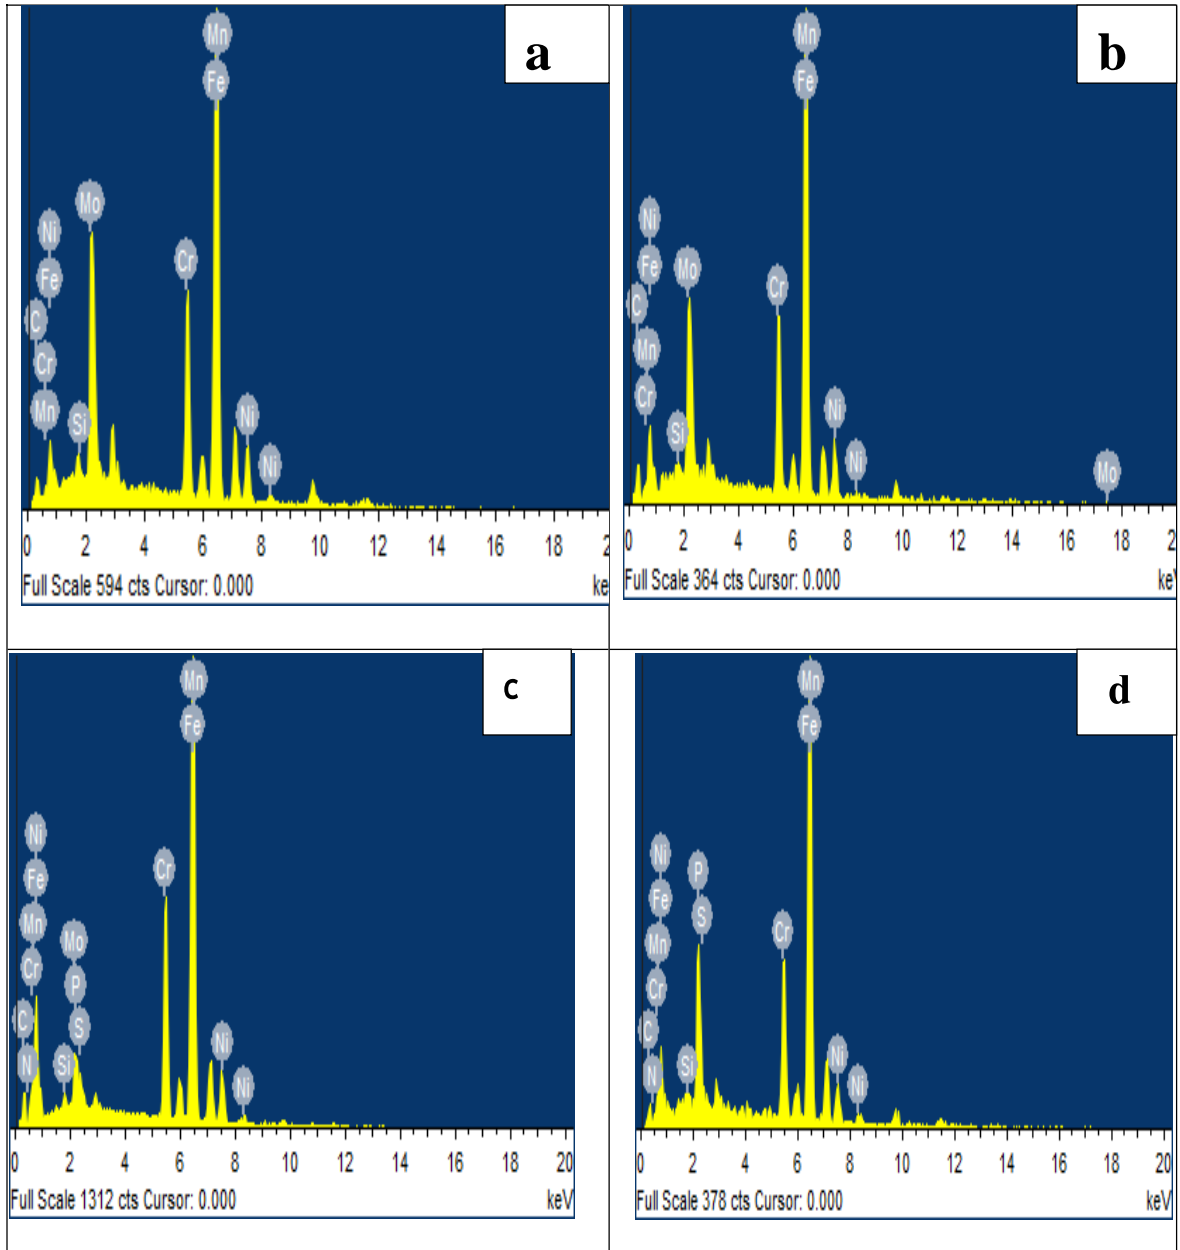 a
Mn
Fe
Mo
Ni
Cr
Fe
C
Cr
Mn
Si
Ni
Ni
0 2 4 6 8 10 12 14 16 18 2
Full Scale 594 cts Cursor: 0.000 ke
b
Mn
Fe
Ni
Fe
Mo
Cr
C
Mn
Cr
Si
Ni
Ni
Mo
0 2 4 6 8 10 12 14 16 18 2
Full Scale 364 cts Cursor: 0.000 keV
c
Mn
Fe
Ni
Cr
Fe
Mn
Mo
Cr
P
C
S
N
Si
Ni
Ni
0 2 4 6 8 10 12 14 16 18 20
Full Scale 1312 cts Cursor: 0.000 keV
d
Mn
Fe
Ni
P
Fe
S
Cr
Mn
Cr
C
N
Si
Ni
Ni
0 2 4 6 8 10 12 14 16 18 20
Full Scale 378 cts Cursor: 0.000 keV